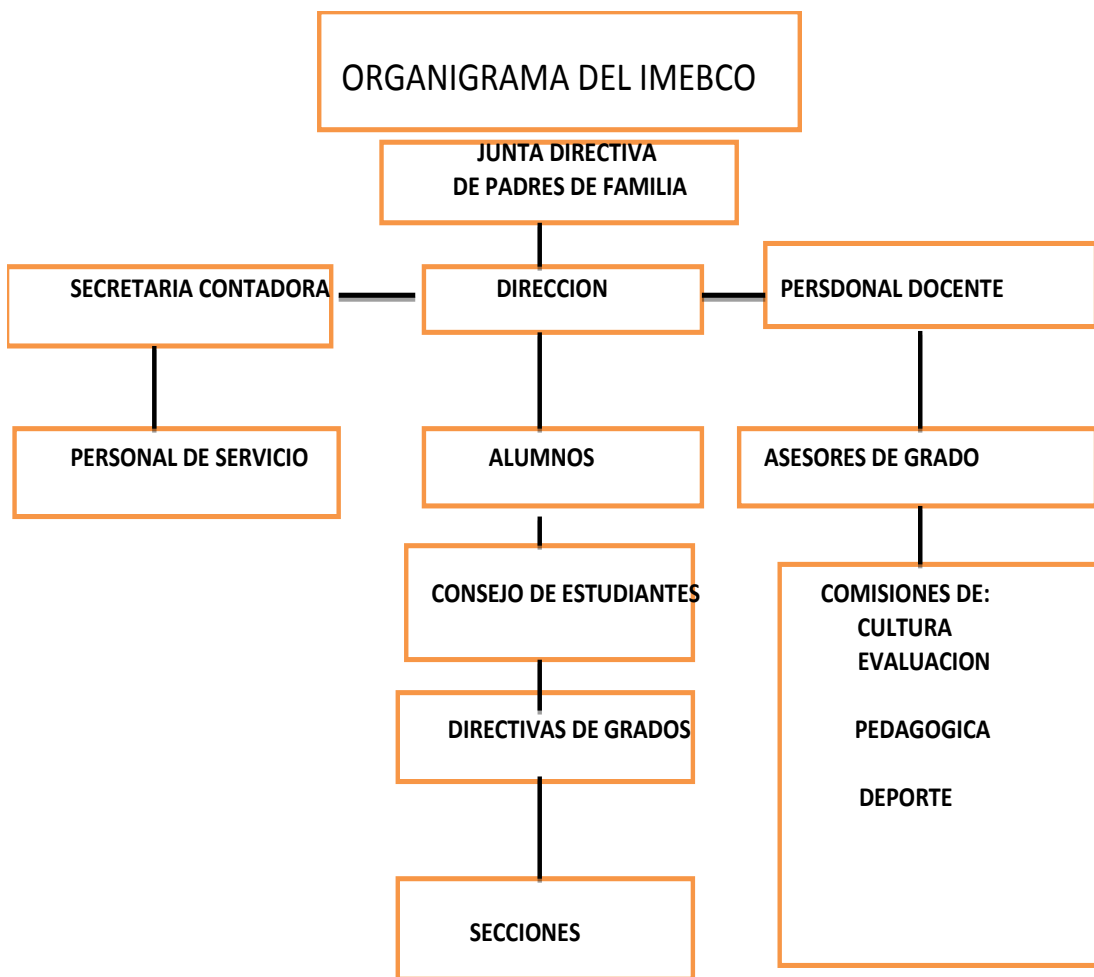 ORGANIGRAMA DEL IMEBCO
JUNTA DIRECTIVA
DE PADRES DE FAMILIA
SECRETARIA CONTADORA
DIRECCION
PERSDONAL DOCENTE
PERSONAL DE SERVICIO
ALUMNOS
ASESORES DE GRADO
CONSEJO DE ESTUDIANTES
COMISIONES DE:
CULTURA
EVALUACION
PEDAGOGICA
DEPORTE
DIRECTIVAS DE GRADOS
SECCIONES